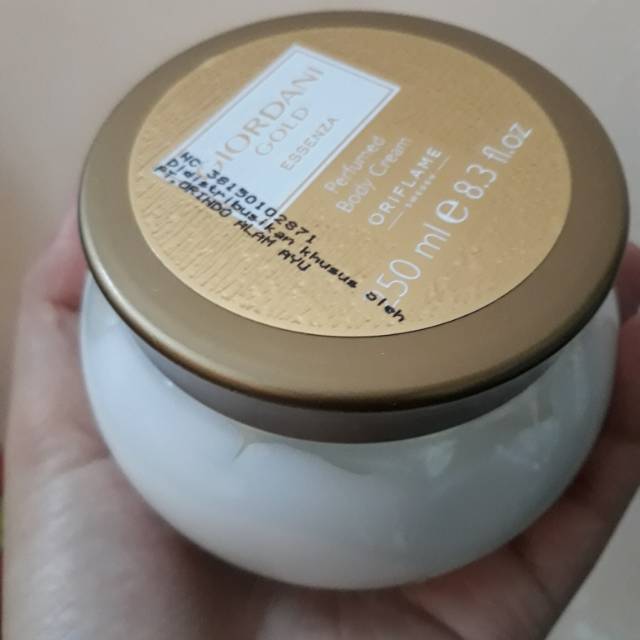 GIORDANI
GOLD
ESSENZA
Perfumed
Body Cream
ORIFLAME
SWEDEN
250 ml e 8.3 fl.oz
NC 38150102871
Didistribusikan khusus oleh
PT.ORINDO ALAM AYU